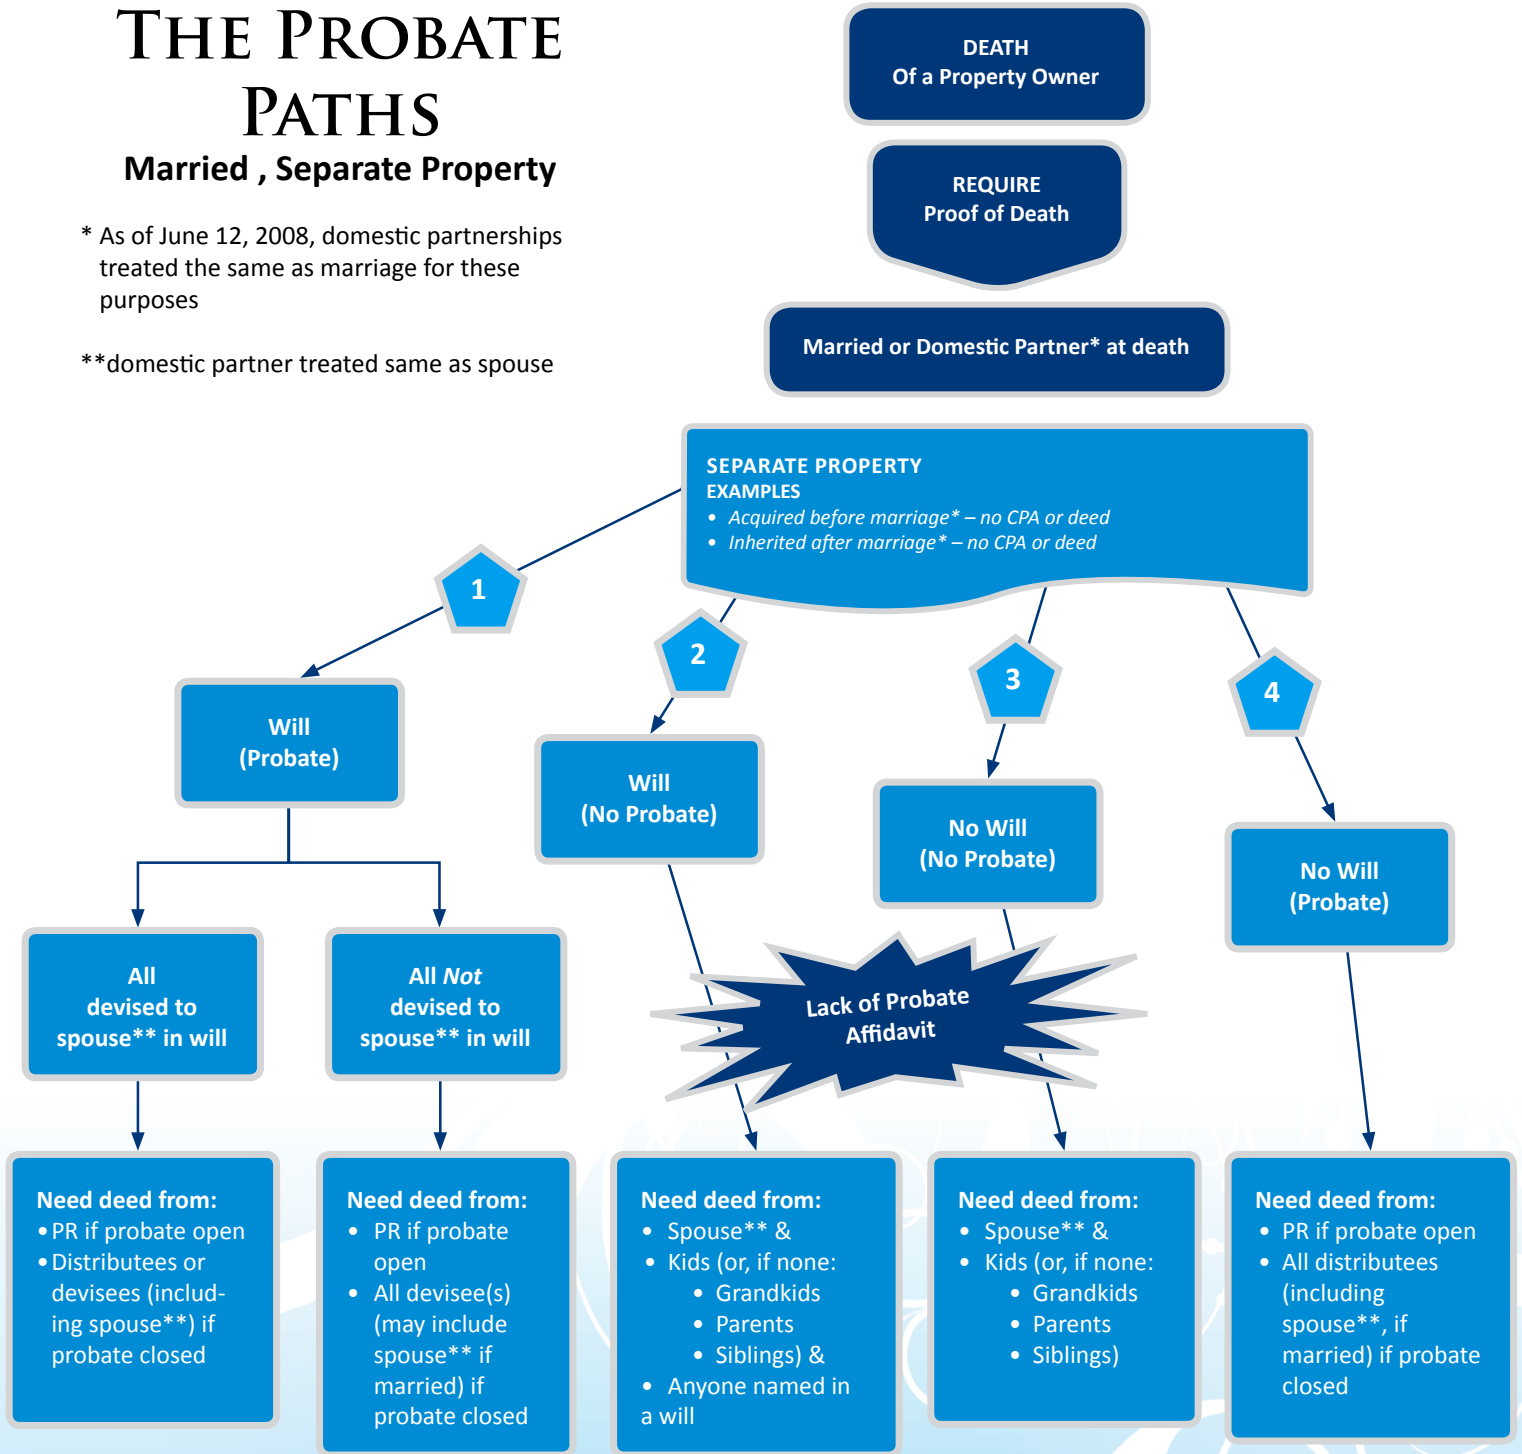 THE PROBATE
PATHS
Married , Separate Property
* As of June 12, 2008, domestic partnerships
treated the same as marriage for these
purposes
**domestic partner treated same as spouse
DEATH
Of a Property Owner
REQUIRE
Proof of Death
Married or Domestic Partner* at death
SEPARATE PROPERTY
EXAMPLES
• Acquired before marriage* – no CPA or deed
• Inherited after marriage* – no CPA or deed
1
2
3
4
Will
(Probate)
Will
(No Probate)
No Will
(No Probate)
No Will
(Probate)
All
devised to
spouse** in will
All Not
devised to
spouse** in will
Lack of Probate
Affidavit
Need deed from:
• PR if probate open
• Distributees or
devisees (includ-
ing spouse**) if
probate closed
Need deed from:
• PR if probate
open
• All devisee(s)
(may include
spouse** if
married) if
probate closed
Need deed from:
• Spouse** &
• Kids (or, if none:
• Grandkids
• Parents
• Siblings) &
• Anyone named in
a will
Need deed from:
• Spouse** &
• Kids (or, if none:
• Grandkids
• Parents
• Siblings)
Need deed from:
• PR if probate open
• All distributees
(including
spouse**, if
married) if probate
closed